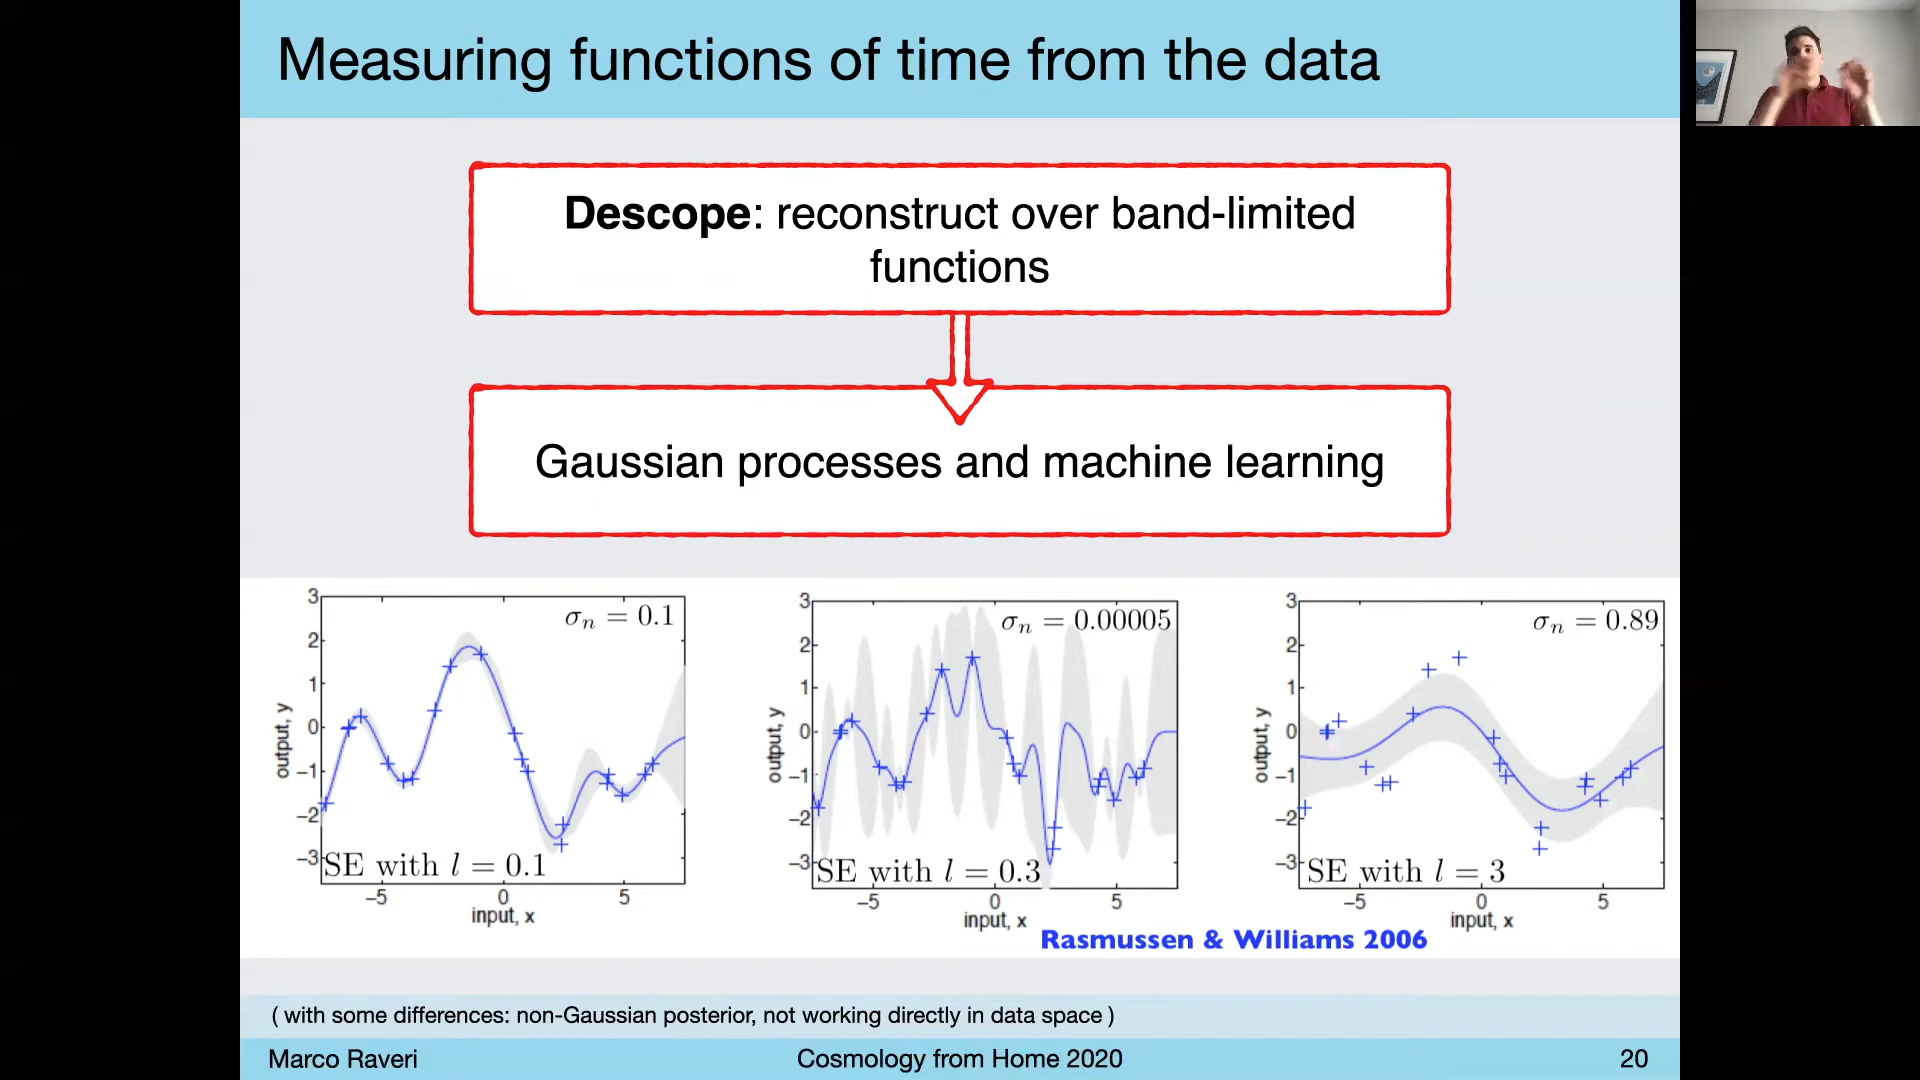 Measuring functions of time from the data
Descope: reconstruct over band-limited
functions
Gaussian processes and machine learning
3
2
1
0
−1
−2
−3
output, y
σn = 0.1
SE with l = 0.1
−5
0
5
input, x
3
2
1
0
−1
−2
−3
output, y
σn = 0.00005
SE with l = 0.3
−5
0
5
input, x
3
2
1
0
−1
−2
−3
output, y
σn = 0.89
SE with l = 3
−5
0
5
input, x
Rasmussen & Williams 2006
( with some differences: non-Gaussian posterior, not working directly in data space )
Marco Raveri
Cosmology from Home 2020
20